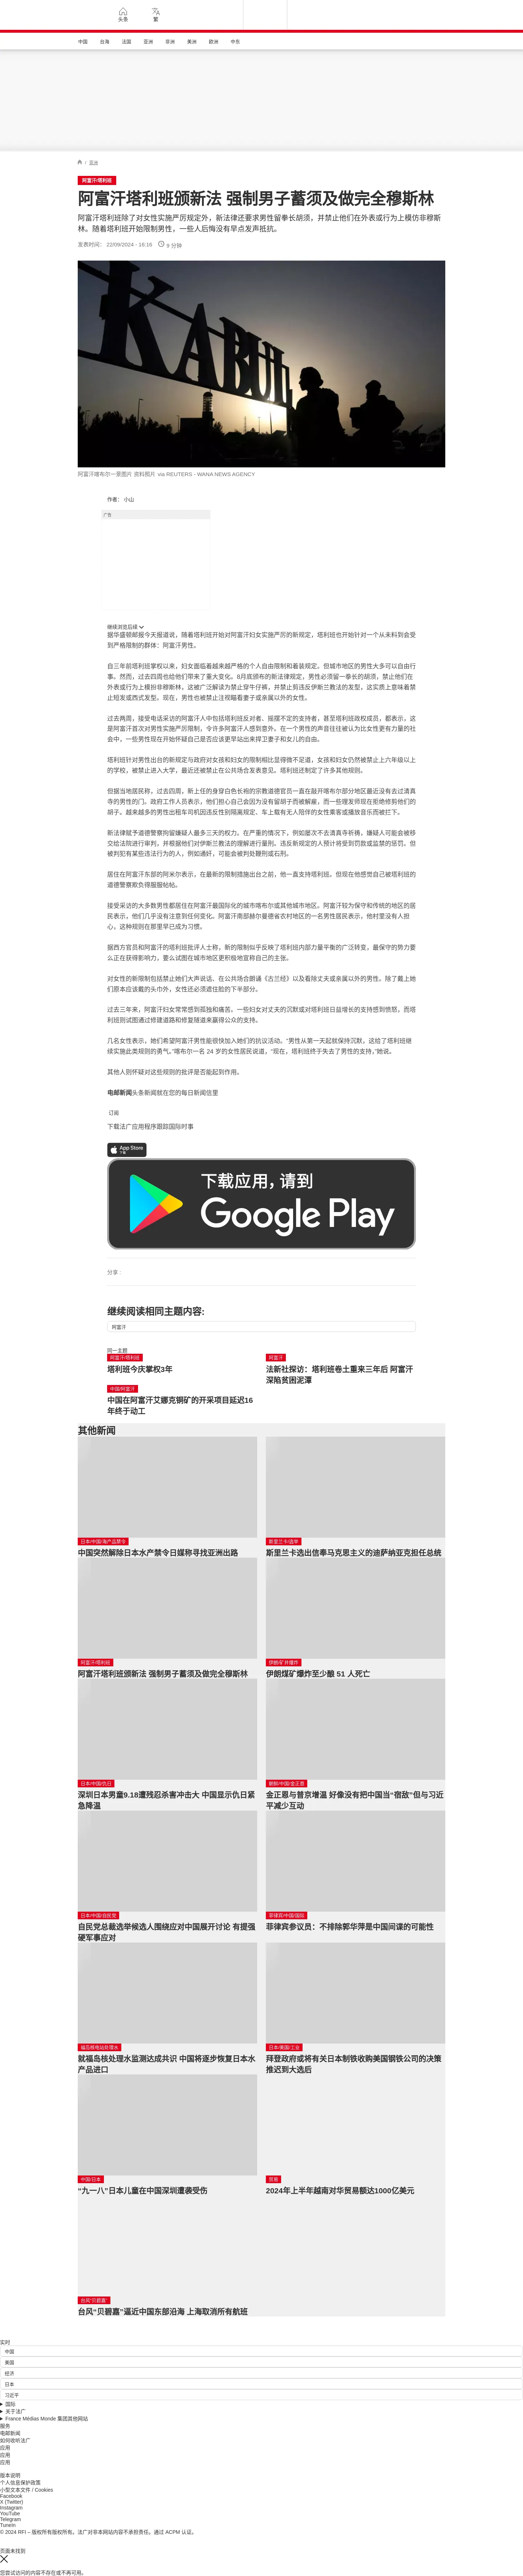 头条
繁
中国
台海
法国
亚洲
非洲
美洲
欧洲
中东
/ 亚洲
阿富汗/塔利班
阿富汗塔利班颁新法 强制男子蓄须及做完全穆斯林
阿富汗塔利班除了对女性实施严厉规定外，新法律还要求男性留拳长胡须，并禁止他们在外表或行为上模仿非穆斯
林。随着塔利班开始限制男性，一些人后悔没有早点发声抵抗。
发表时间： 22/09/2024 - 16:16
9 分钟
KABUL
阿富汗喀布尔一景图片 资料照片 via REUTERS - WANA NEWS AGENCY
作者： 小山
广告
继续浏览后续
据华盛顿邮报今天报道说，随着塔利班开始对阿富汗妇女实施严厉的新规定，塔利班也开始针对一个从未料到会受
到严格限制的群体：阿富汗男性。
自三年前塔利班掌权以来，妇女面临着越来越严格的个人自由限制和着装规定。但城市地区的男性大多可以自由行
事。然而，过去四周也给他们带来了重大变化。8月底颁布的新法律规定，男性必须留一拳长的胡须，禁止他们在
外表或行为上模仿非穆斯林，这被广泛解读为禁止穿牛仔裤，并禁止剪违反伊斯兰教法的发型，这实质上意味着禁
止短发或西式发型。现在，男性也被禁止注视瞄看妻子或亲属以外的女性。
过去两周，接受电话采访的阿富汗人中包括塔利班反对者、摇摆不定的支持者，甚至塔利班政权成员，都表示，这
是阿富汗首次对男性实施严厉限制，令许多阿富汗人感到意外。在一个男性的声音往往被认为比女性更有力量的社
会中，一些男性现在开始怀疑自己是否应该更早站出来捍卫妻子和女儿的自由。
塔利班针对男性出台的新规定与政府对女孩和妇女的限制相比显得微不足道，女孩和妇女仍然被禁止上六年级以上
的学校，被禁止进入大学，最近还被禁止在公共场合发表意见。塔利班还制定了许多其他规则。
但据当地居民称，过去四周，新上任的身穿白色长袍的宗教道德官员一直在敲开喀布尔部分地区最近没有去过清真
寺的男性的门。政府工作人员表示，他们担心自己会因为没有留胡子而被解雇，而一些理发师现在拒绝修剪他们的
胡子。越来越多的男性出租车司机因违反性别隔离规定、车上载有无人陪伴的女性乘客或播放音乐而被拦下。
新法律赋予道德警察拘留嫌疑人最多三天的权力。在严重的情况下，例如屡次不去清真寺祈祷，嫌疑人可能会被移
交给法院进行审判，并根据他们对伊斯兰教法的理解进行量刑。违反新规定的人预计将受到罚款或监禁的惩罚。但
被判犯有某些违法行为的人，例如通奸，可能会被判处鞭刑或石刑。
居住在阿富汗东部的阿米尔表示，在最新的限制措施出台之前，他一直支持塔利班。但现在他感觉自己被塔利班的
道德警察欺负得服服帖帖。
接受采访的大多数男性都居住在阿富汗最国际化的城市喀布尔或其他城市地区。阿富汗较为保守和传统的地区的居
民表示，他们几乎没有注意到任何变化。阿富汗南部赫尔曼德省农村地区的一名男性居民表示，他村里没有人担
心，这种规则在那里早已成为习惯。
据西方官员和阿富汗的塔利班批评人士称，新的限制似乎反映了塔利班内部力量平衡的广泛转变，最保守的势力要
么正在获得影响力，要么试图在城市地区更积极地宣称自己的主张。
对女性的新限制包括禁止她们大声说话、在公共场合朗诵《古兰经》以及看除丈夫或亲属以外的男性。除了戴上她
们原本应该戴的头巾外，女性还必须遮住脸的下半部分。
过去三年来，阿富汗妇女常常感到孤独和痛苦。一些妇女对丈夫的沉默或对塔利班日益增长的支持感到愤怒，而塔
利班则试图通过修建道路和修复隧道来赢得公众的支持。
几名女性表示，她们希望阿富汗男性能很快加入她们的抗议活动。“男性从第一天起就保持沉默，这给了塔利班继
续实施此类规则的勇气，”喀布尔一名 24 岁的女性居民说道，“现在，塔利班终于失去了男性的支持，”她说。
其他人则怀疑对这些规则的批评是否能起到作用。
电邮新闻头条新闻就在您的每日新闻信里
订阅
下载法广应用程序跟踪国际时事
App Store
下载
下载应用，请到
Google Play
分享 :
继续阅读相同主题内容:
阿富汗
同一主题
阿富汗/塔利班
塔利班今庆掌权3年
阿富汗
法新社探访：塔利班卷土重来三年后 阿富汗
深陷贫困泥潭
中国/阿富汗
中国在阿富汗艾娜克铜矿的开采项目延迟16
年终于动工
其他新闻
日本/中国/海产品禁令
中国突然解除日本水产禁令日媒称寻找亚洲出路
斯里兰卡/选举
斯里兰卡选出信奉马克思主义的迪萨纳亚克担任总统
阿富汗/塔利班
阿富汗塔利班颁新法 强制男子蓄须及做完全穆斯林
伊朗/矿井爆炸
伊朗煤矿爆炸至少酿 51 人死亡
日本/中国/仇日
深圳日本男童9.18遭残忍杀害冲击大 中国显示仇日紧
急降温
朝鲜/中国/金正恩
金正恩与普京增温 好像没有把中国当“宿敌”但与习近
平减少互动
日本/中国/自民党
自民党总裁选举候选人围绕应对中国展开讨论 有提强
硬军事应对
菲律宾/中国/国际
菲律宾参议员：不排除郭华萍是中国间谍的可能性
福岛核电站处理水
就福岛核处理水监测达成共识 中国将逐步恢复日本水
产品进口
日本/美国/工业
拜登政府或将有关日本制铁收购美国钢铁公司的决策
推迟到大选后
中国/日本
“九一八”日本儿童在中国深圳遭袭受伤
贸易
2024年上半年越南对华贸易额达1000亿美元
台风“贝碧嘉”
台风“贝碧嘉”逼近中国东部沿海 上海取消所有航班
实时
中国
美国
经济
日本
习近平
国际
关于法广
France Médias Monde 集团其他网站
服务
电邮新闻
如何收听法广
应用
应用
应用
版本说明
个人信息保护政策
小型文本文件 / Cookies
Facebook
X (Twitter)
Instagram
YouTube
Telegram
TuneIn
© 2024 RFI – 版权所有版权所有。法广对非本网站内容不承担责任。通过 ACPM 认证。
页面未找到
您尝试访问的内容不存在或不再可用。